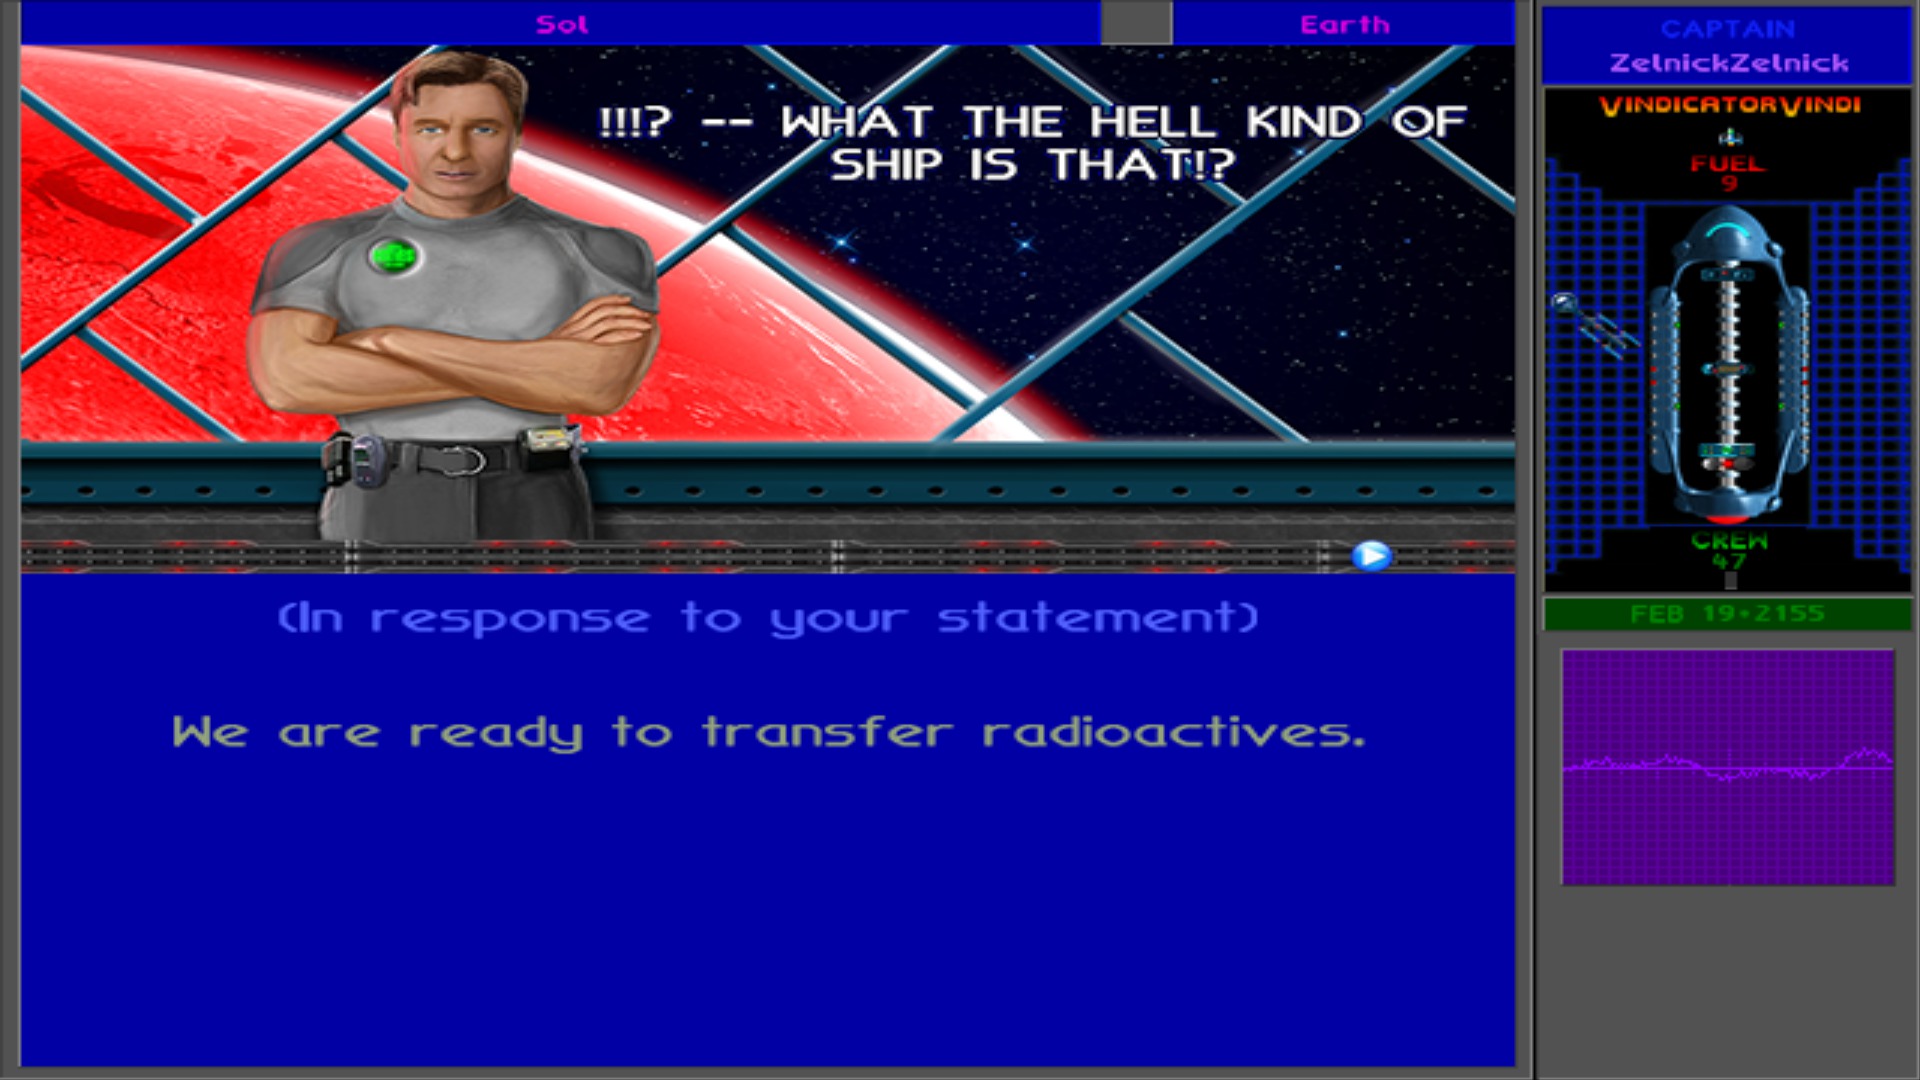 Sol
Earth
!!!? -- WHAT THE HELL KIND OF
SHIP IS THAT!?
(In response to your statement)
We are ready to transfer radioactives.
CAPTAIN
ZelnickZelnick
VINDICATORVINDI
FUEL
9
CREW
47
FEB 19·2155